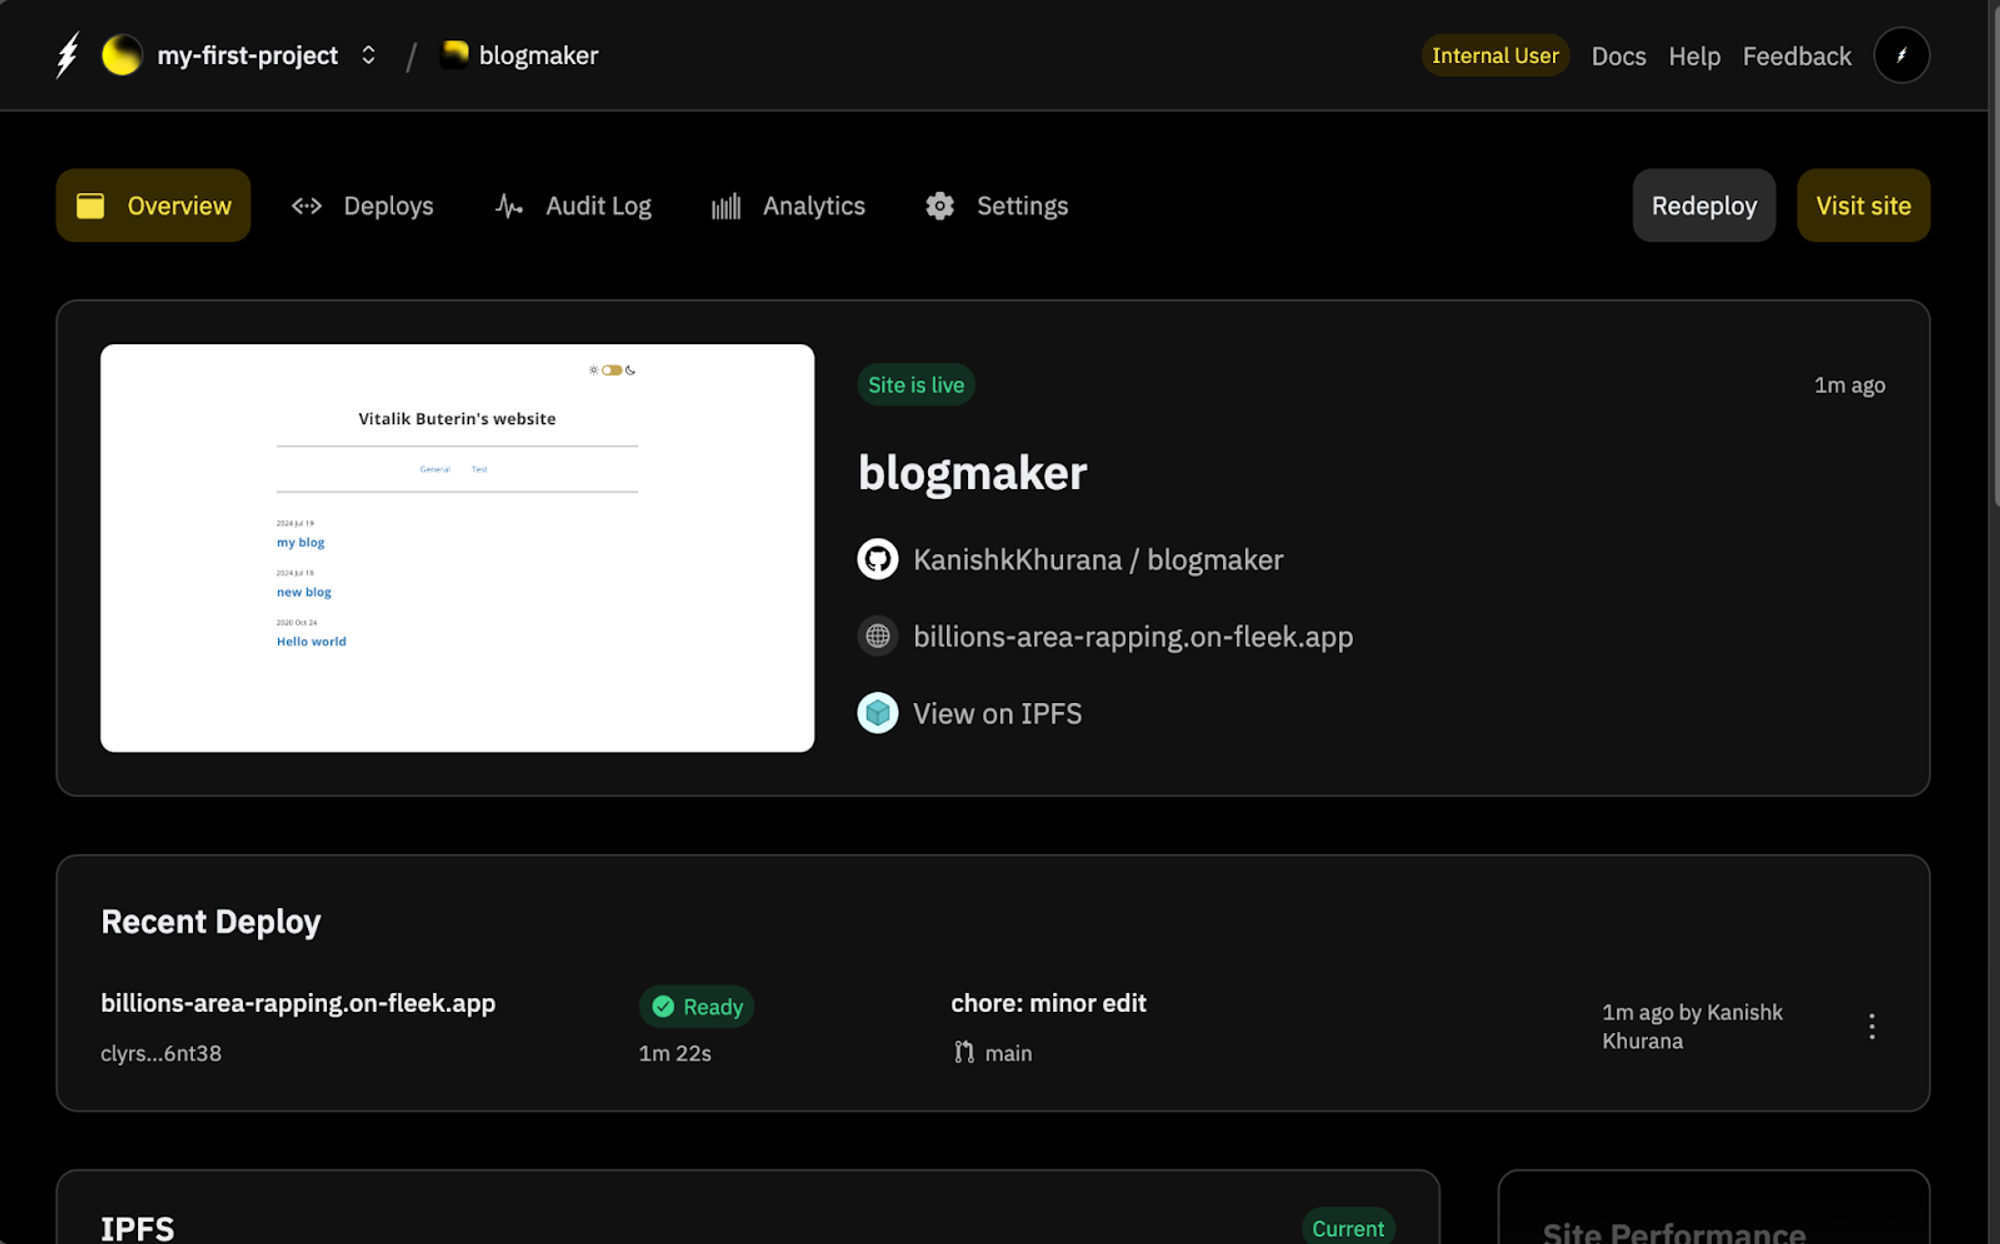 my-first-project / blogmaker
Internal User Docs Help Feedback
Overview Deploys Audit Log Analytics Settings
Redeploy Visit site
Vitalik Buterin's website
General Test
2024 Jul 19
my blog
2024 Jul 18
new blog
2020 Oct 24
Hello world
Site is live
1m ago
blogmaker
KanishkKhurana / blogmaker
billions-area-rapping.on-fleek.app
View on IPFS
Recent Deploy
billions-area-rapping.on-fleek.app
clyrs...6nt38
Ready
1m 22s
chore: minor edit
main
1m ago by Kanishk
Khurana
IPFS
Current
Site Performance